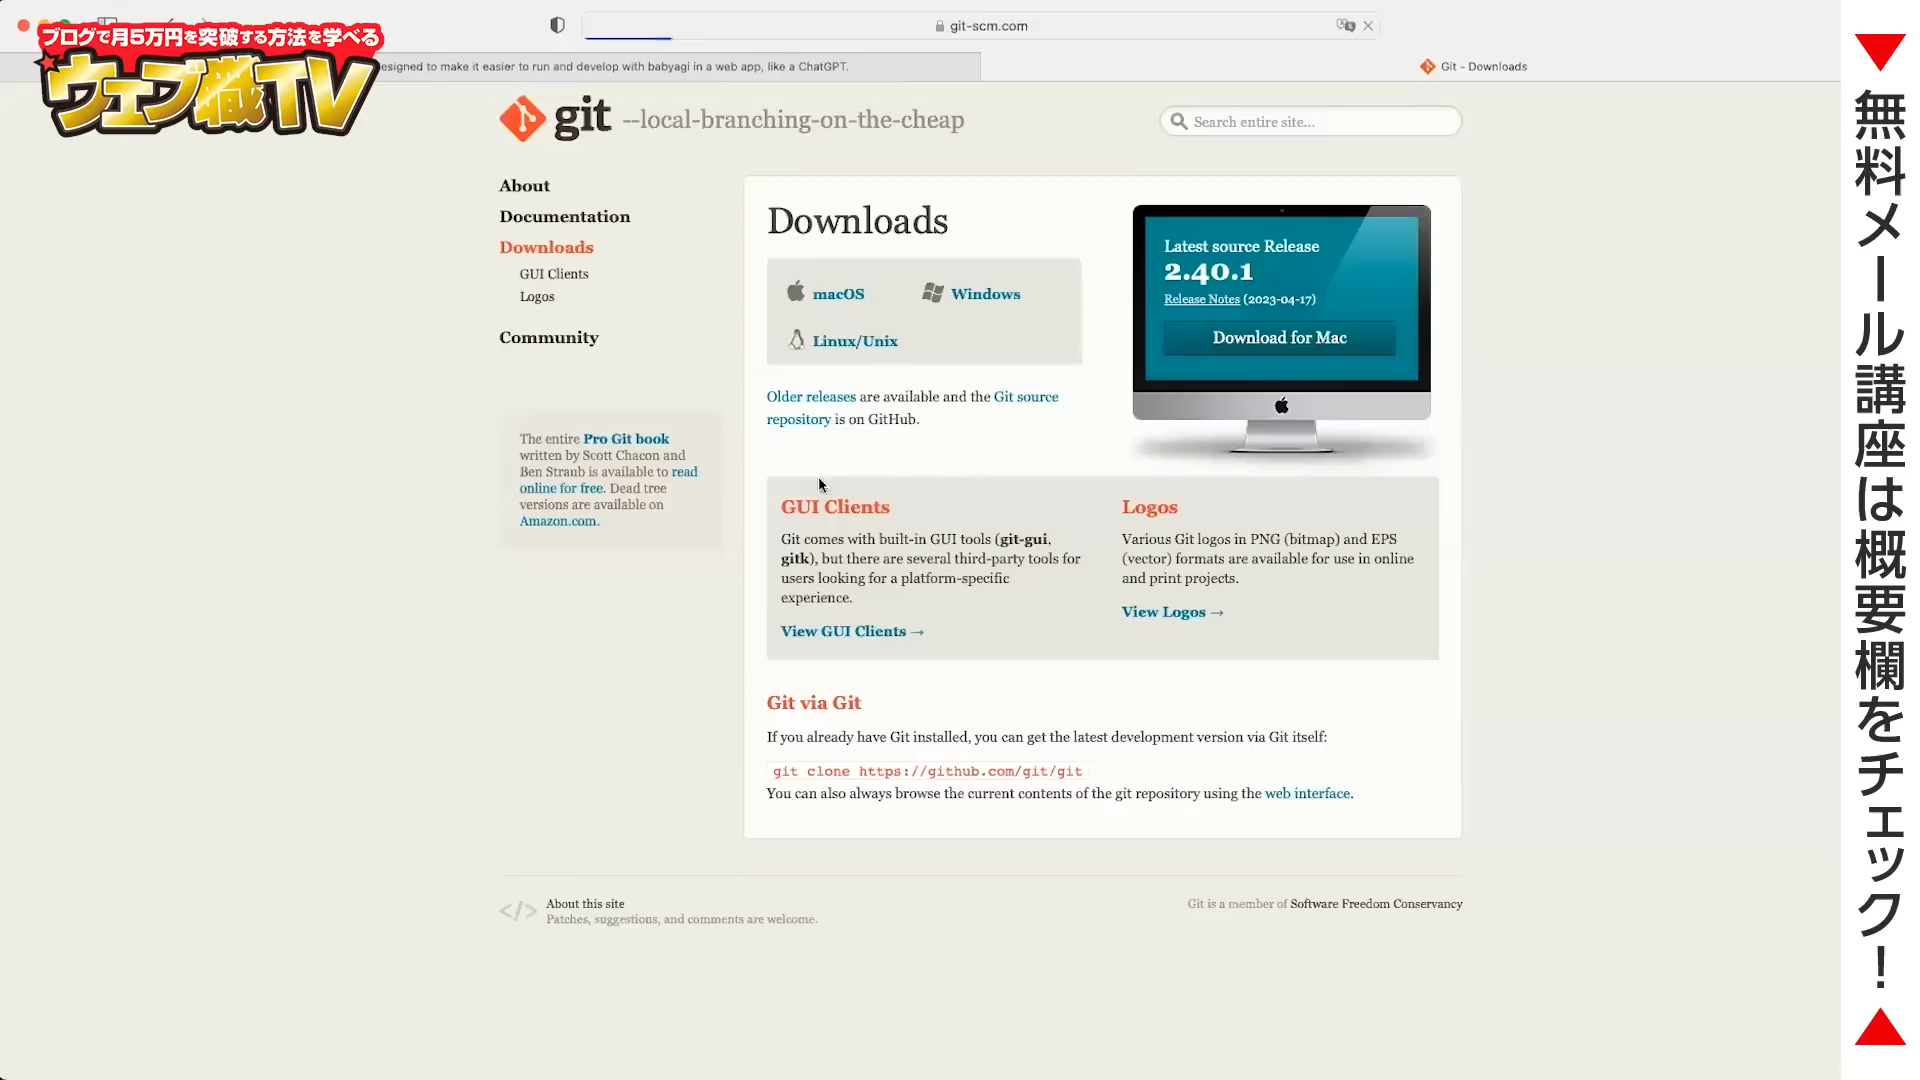 git-scm.com
ブログで月5万円を突破する方法を学べる
ウェブ職TV
esigned to make it easier to run and develop with babyagi in a web app, like a ChatGPT.
Git - Downloads
git --local-branching-on-the-cheap
Search entire site...
About
Documentation
Downloads
GUI Clients
Logos
Community
The entire Pro Git book
written by Scott Chacon and
Ben Straub is available to read
online for free. Dead tree
versions are available on
Amazon.com.
Downloads
macOS
Windows
Linux/Unix
Older releases are available and the Git source
repository is on GitHub.
Latest source Release
2.40.1
Release Notes (2023-04-17)
Download for Mac
GUI Clients
Git comes with built-in GUI tools (git-gui,
gitk), but there are several third-party tools for
users looking for a platform-specific
experience.
View GUI Clients →
Logos
Various Git logos in PNG (bitmap) and EPS
(vector) formats are available for use in online
and print projects.
View Logos →
Git via Git
If you already have Git installed, you can get the latest development version via Git itself:
git clone https://github.com/git/git
You can also always browse the current contents of the git repository using the web interface.
</> About this site
Patches, suggestions, and comments are welcome.
Git is a member of Software Freedom Conservancy
無料メール講座は概要欄をチェック！